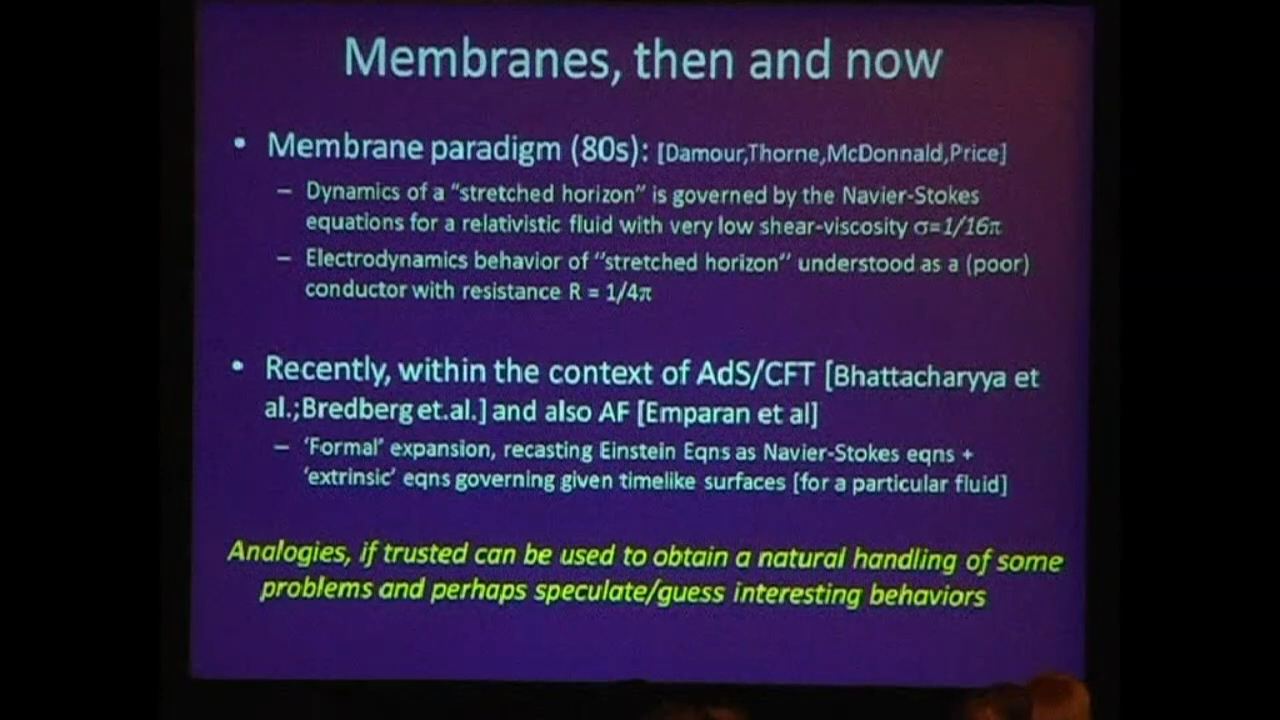 Membranes, then and now
• Membrane paradigm (80s): [Damour,Thorne,McDonnald,Price]
– Dynamics of a "stretched horizon" is governed by the Navier-Stokes
equations for a relativistic fluid with very low shear-viscosity σ=1/16π
– Electrodynamics behavior of "stretched horizon" understood as a (poor)
conductor with resistance R = 1/4π
• Recently, within the context of AdS/CFT [Bhattacharyya et
al.;Bredberg et.al.] and also AF [Emparan et al]
– 'Formal' expansion, recasting Einstein Eqns as Navier-Stokes eqns +
'extrinsic' eqns governing given timelike surfaces [for a particular fluid]
Analogies, if trusted can be used to obtain a natural handling of some
problems and perhaps speculate/guess interesting behaviors